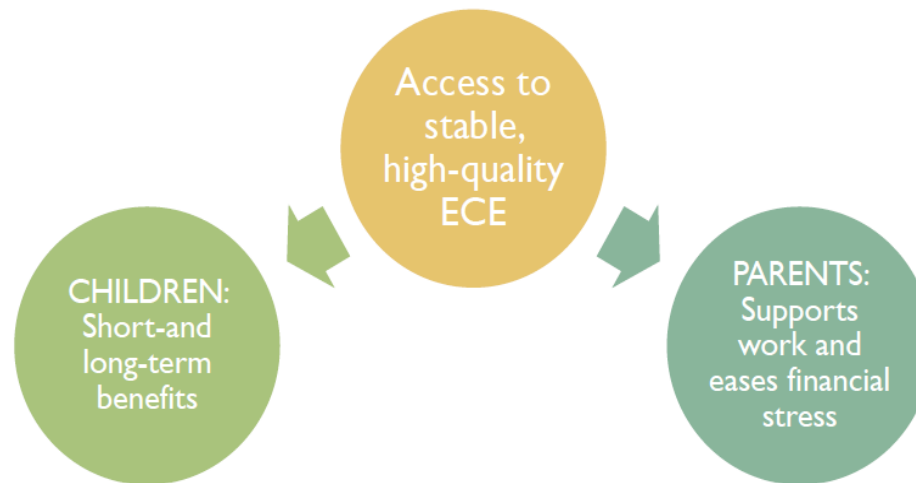 Access to
stable,
high-quality
ECE
CHILDREN:
Short-and
long-term
benefits
PARENTS:
Supports
work and
eases financial
stress